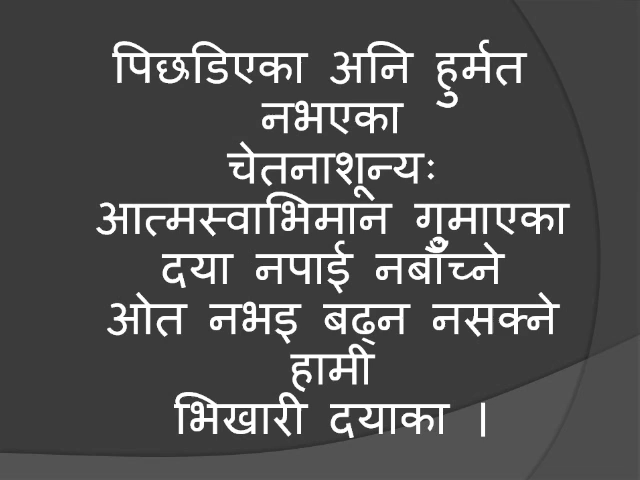 पिछडिएका अनि हुर्मत
नभएका
चेतनाशून्यः
आत्मस्वाभिमान गुमाएका
दया नपाई नबाँच्ने
ओत नभइ बढ्न नसक्ने
हामी
भिखारी दयाका ।